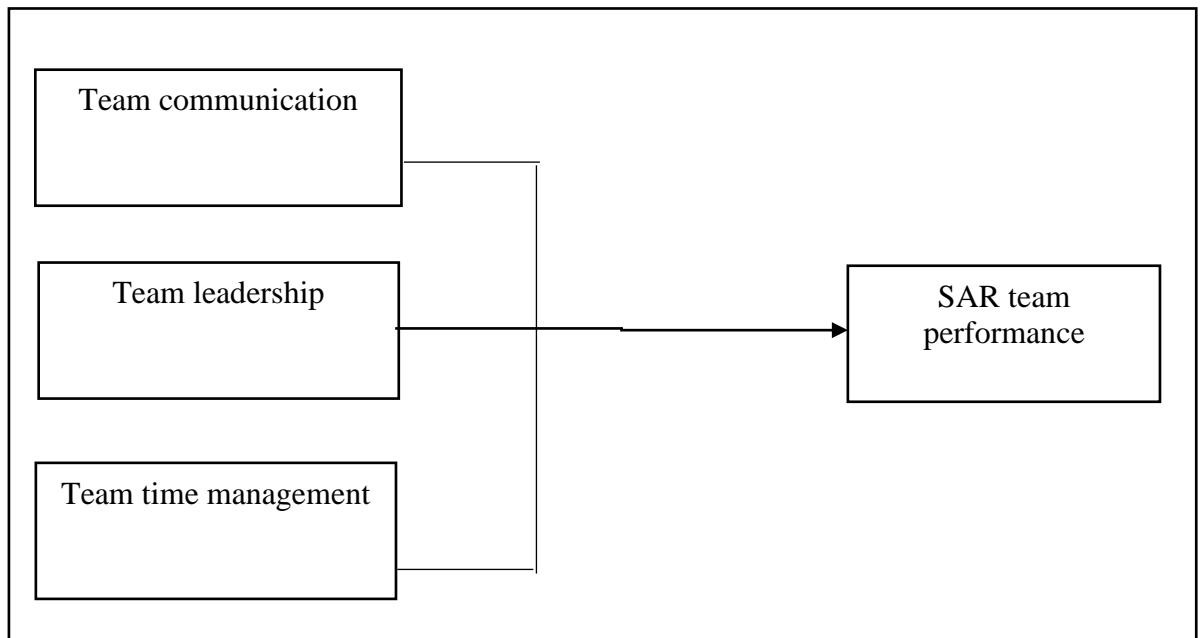 Team communication
Team leadership
Team time management
SAR team
performance